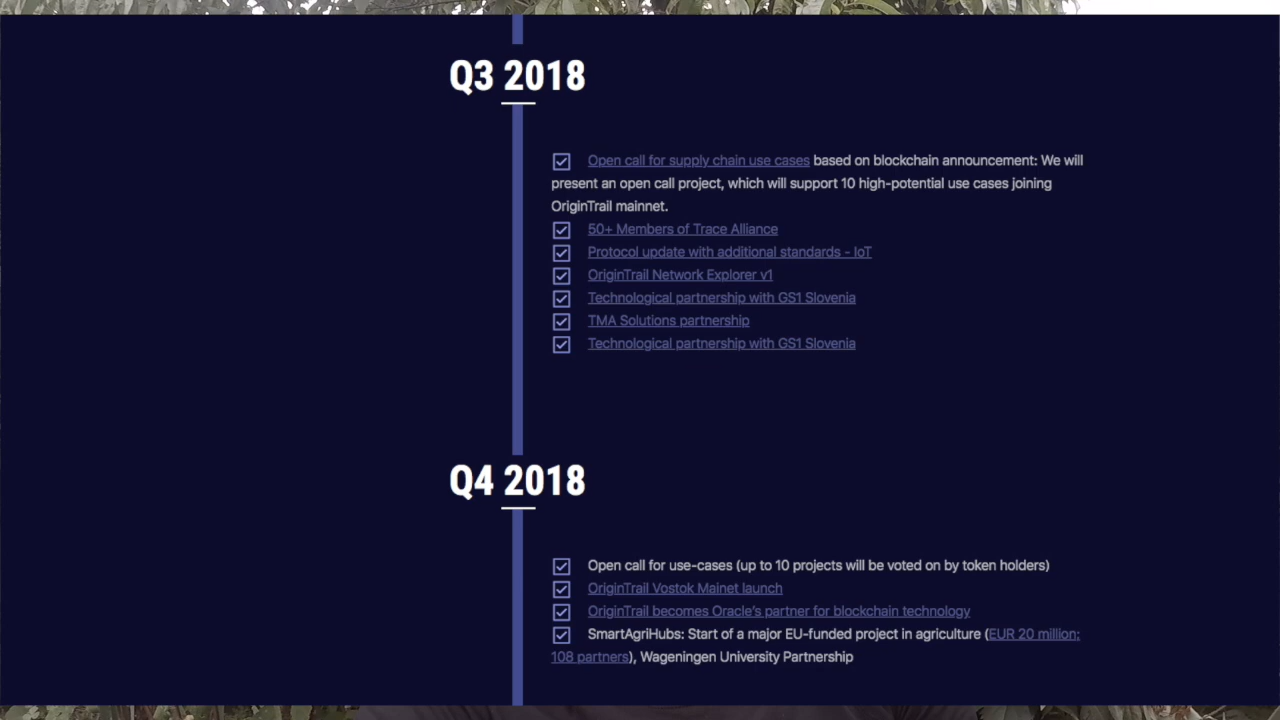 Q3 2018
Open call for supply chain use cases based on blockchain announcement: We will
present an open call project, which will support 10 high-potential use cases joining
OriginTrail mainnet.
50+ Members of Trace Alliance
Protocol update with additional standards - IoT
OriginTrail Network Explorer v1
Technological partnership with GS1 Slovenia
TMA Solutions partnership
Technological partnership with GS1 Slovenia
Q4 2018
Open call for use-cases (up to 10 projects will be voted on by token holders)
OriginTrail Vostok Mainet launch
OriginTrail becomes Oracle's partner for blockchain technology
SmartAgriHubs: Start of a major EU-funded project in agriculture (EUR 20 million;
108 partners), Wageningen University Partnership